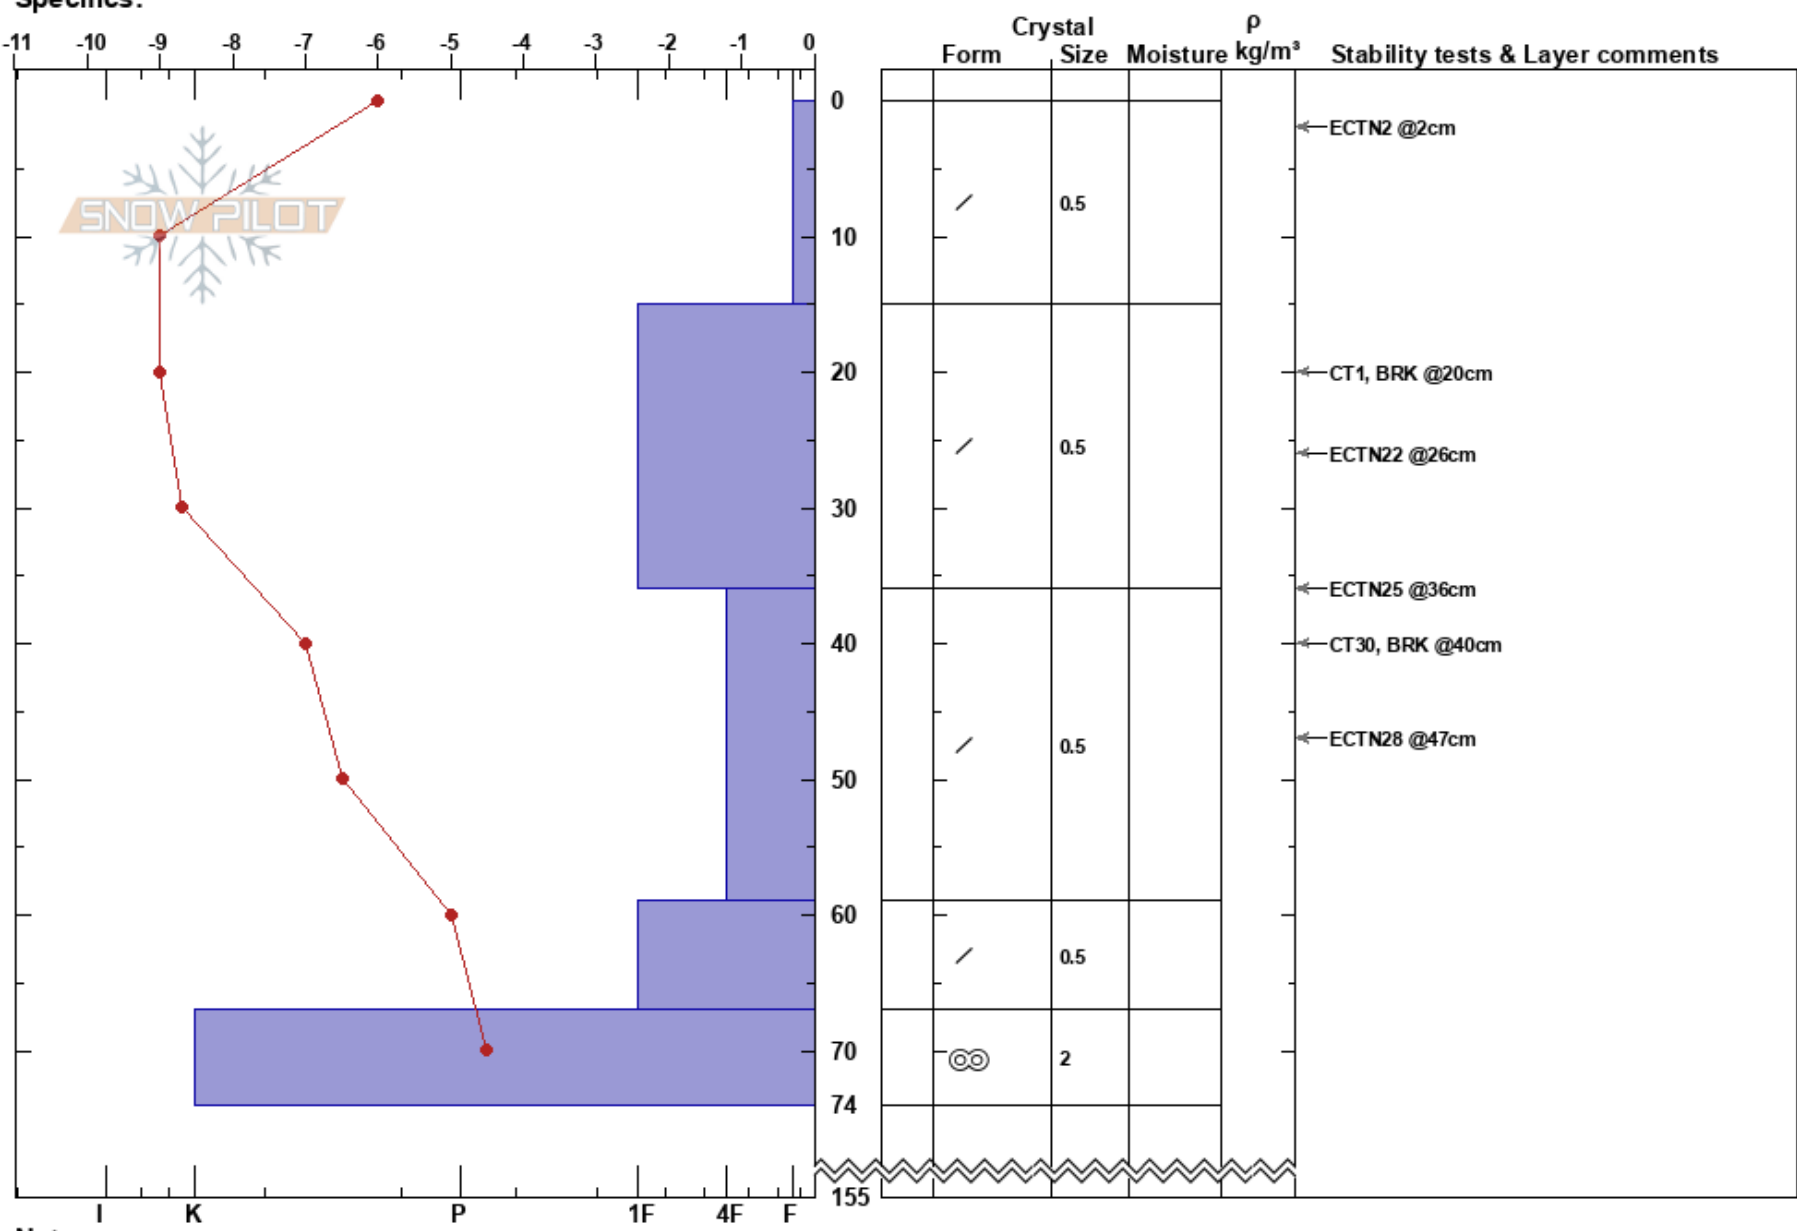 Specifics:
Crystal ρ
-11 -10 -9 -8 -7 -6 -5 -4 -3 -2 -1 0 Form Size Moisture kg/m³ Stability tests & Layer comments
0
ECTN2 @2cm
SNOW PILOT
0.5
10
20 CT1, BRK @20cm
0.5 ECTN22 @26cm
30
ECTN25 @36cm
40 CT30, BRK @40cm
0.5 ECTN28 @47cm
50
60
0.5
70 2
74
155
I K P 1F 4F F